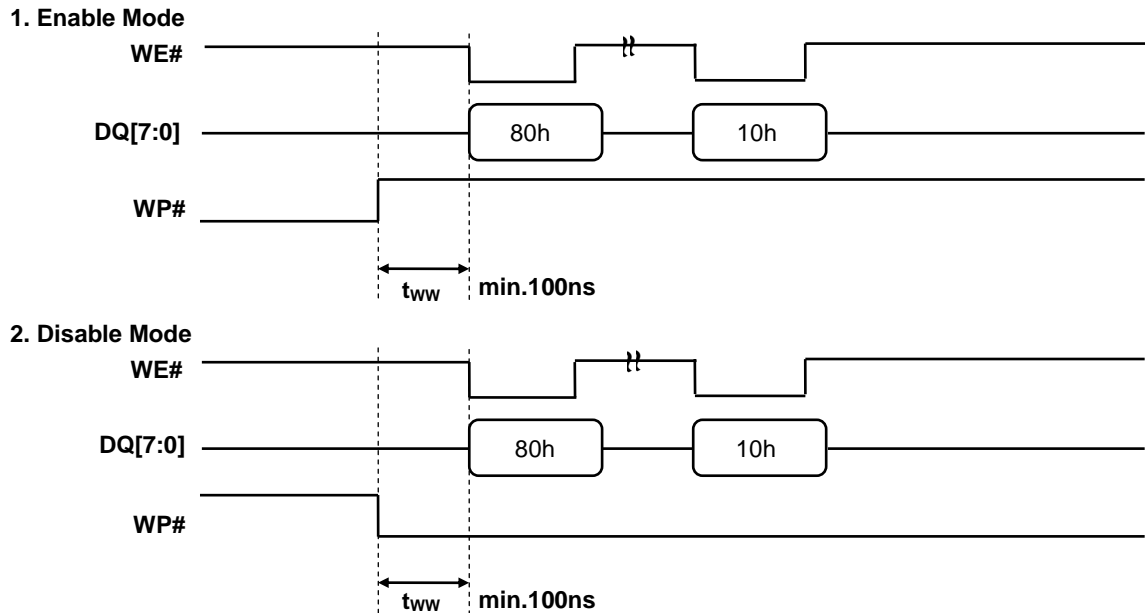 1. Enable Mode
WE#
DQ[7:0]
80h
10h
WP#
tWW
min.100ns
2. Disable Mode
WE#
DQ[7:0]
80h
10h
WP#
tWW
min.100ns